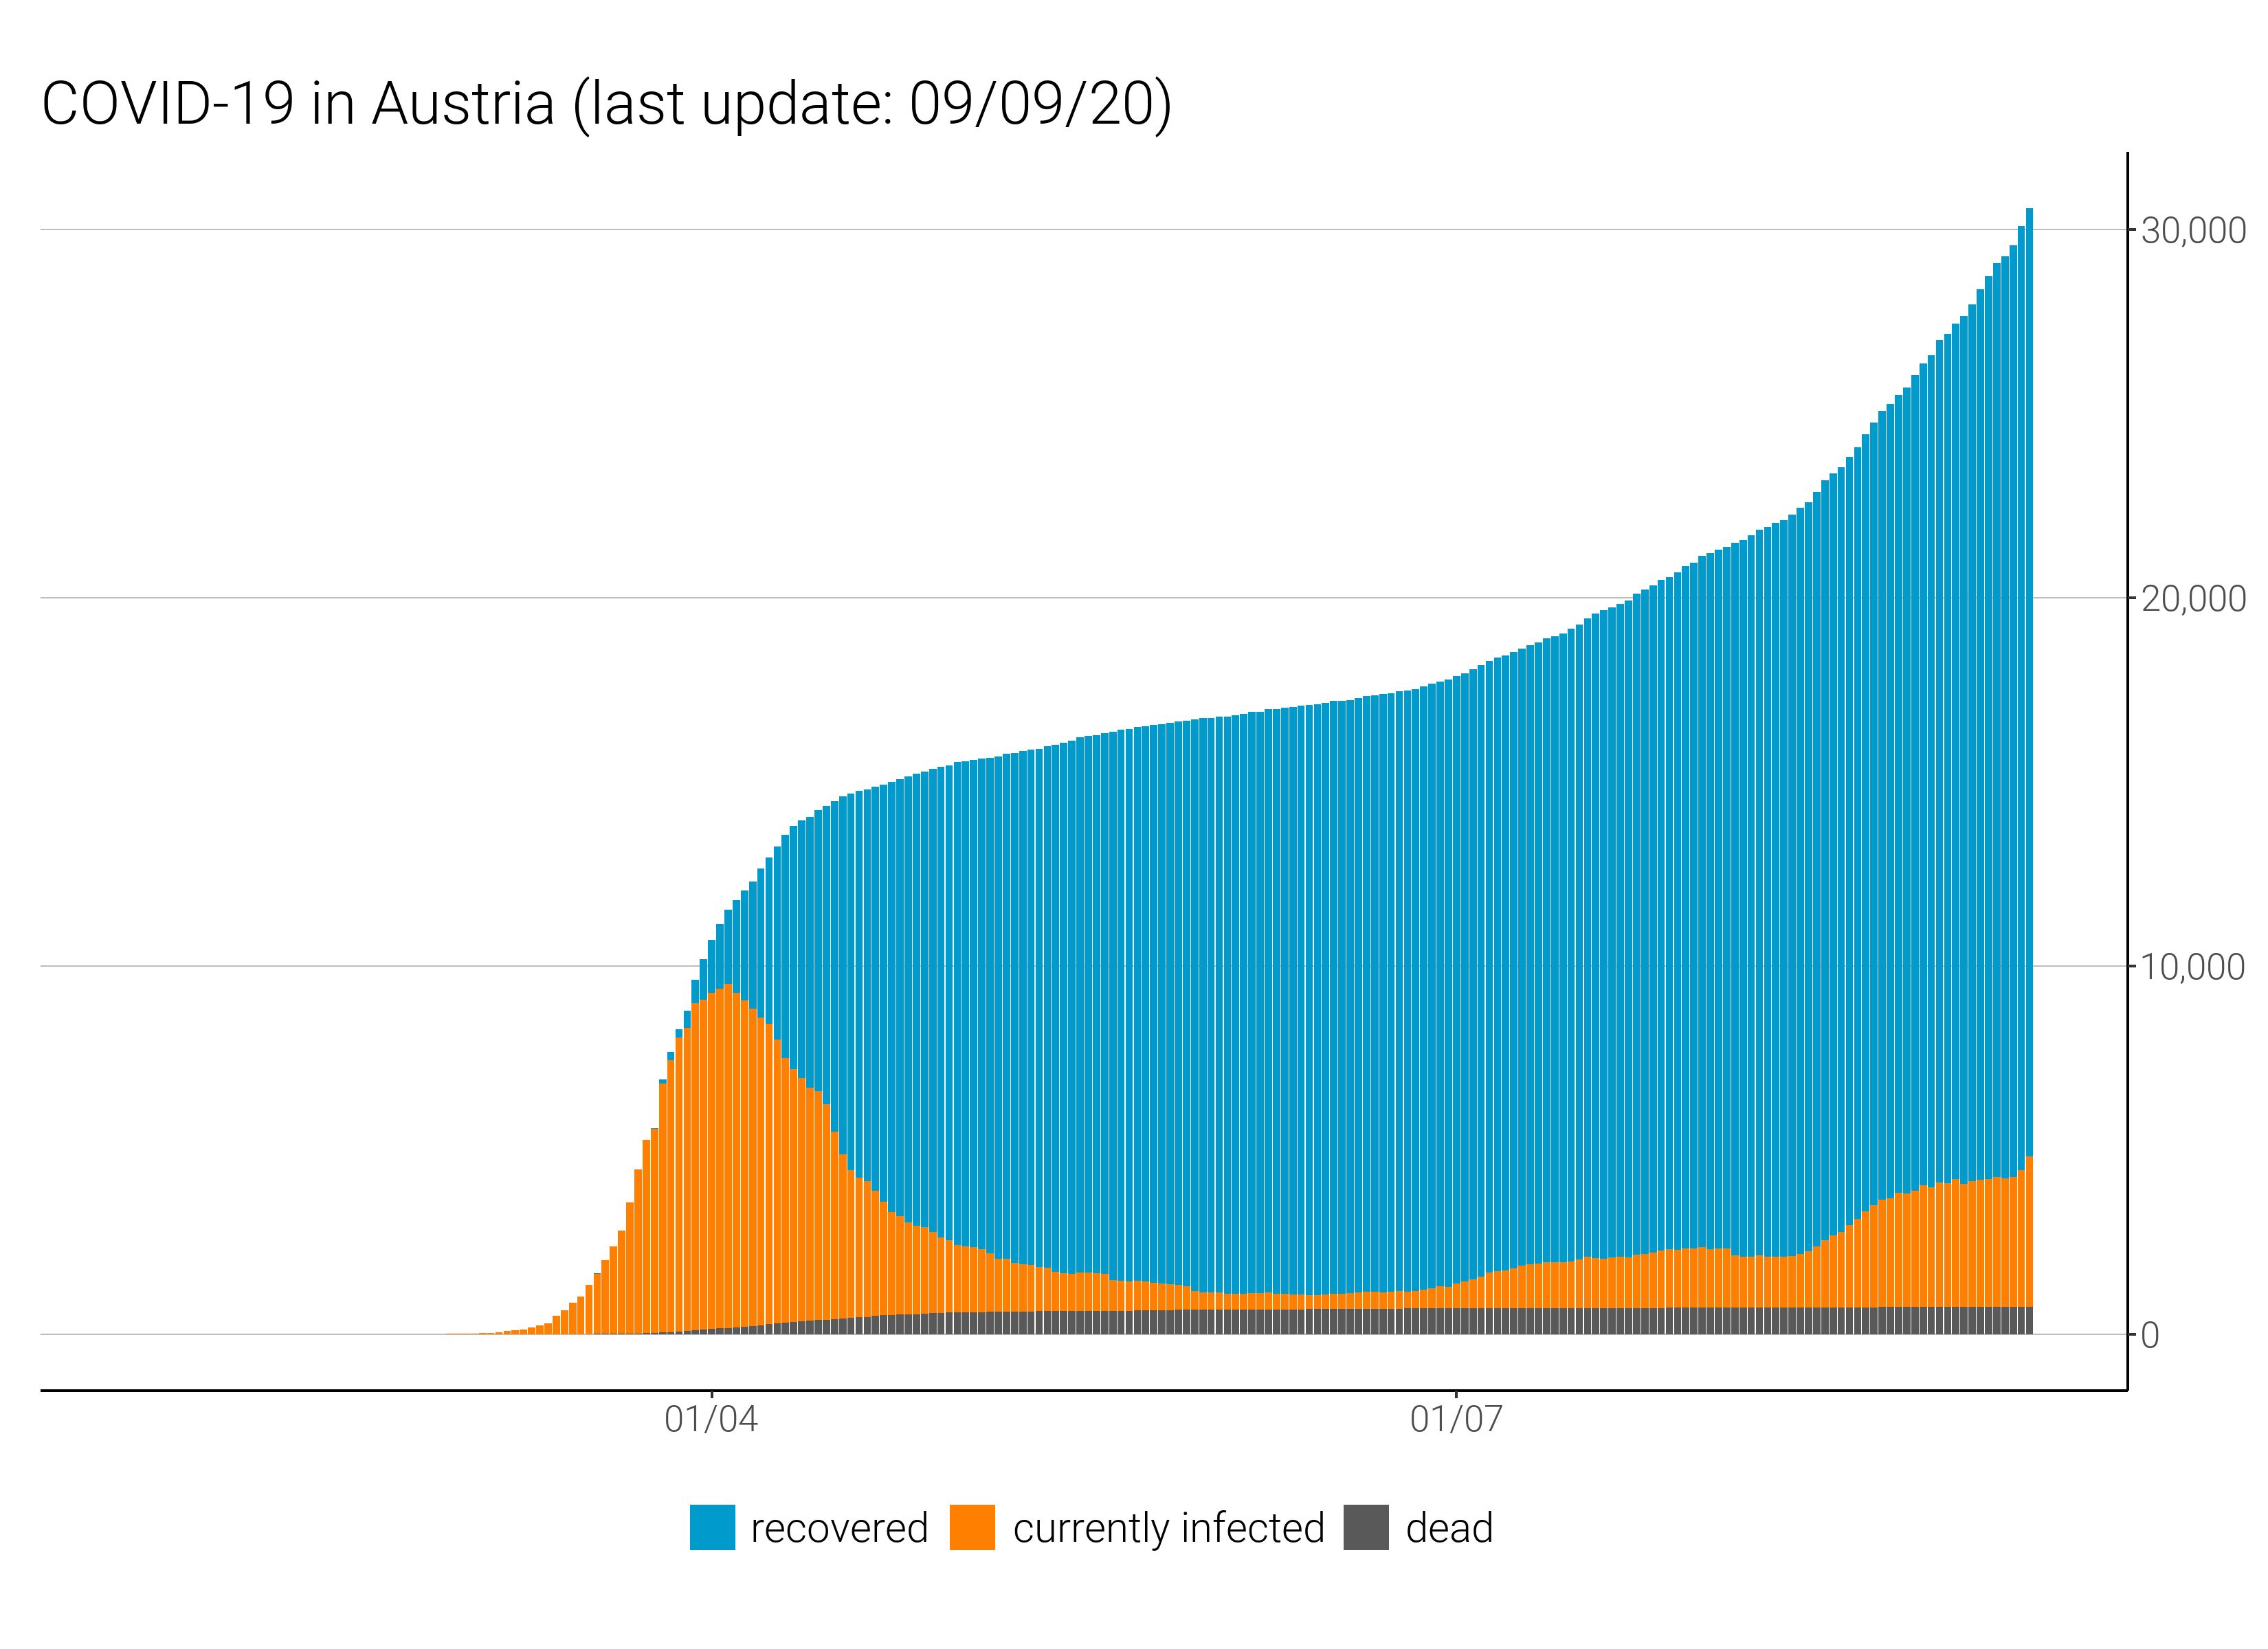 COVID-19 in Austria (last update: 09/09/20)
30,000
20,000
10,000
0
01/04 01/07
recovered currently infected dead